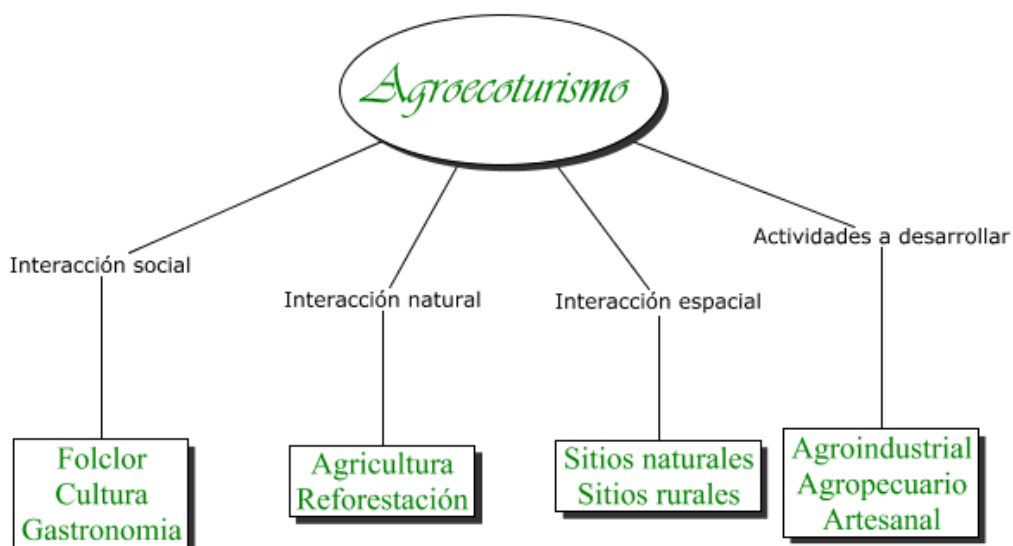 Agroecoturismo
Interacción social
Interacción natural
Interacción espacial
Actividades a desarrollar
Folclor
Cultura
Gastronomia
Agricultura
Reforestación
Sitios naturales
Sitios rurales
Agroindustrial
Agropecuario
Artesanal